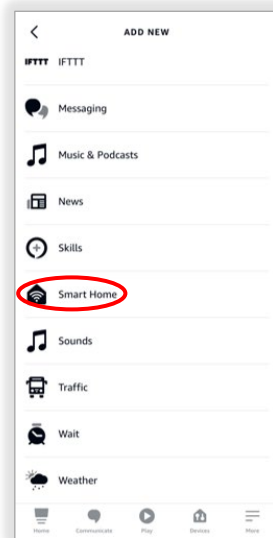 ADD NEW
IFTTT IFTTT
Messaging
Music & Podcasts
News
Skills
Smart Home
Sounds
Traffic
Wait
Weather
Home Communicate Play Devices More